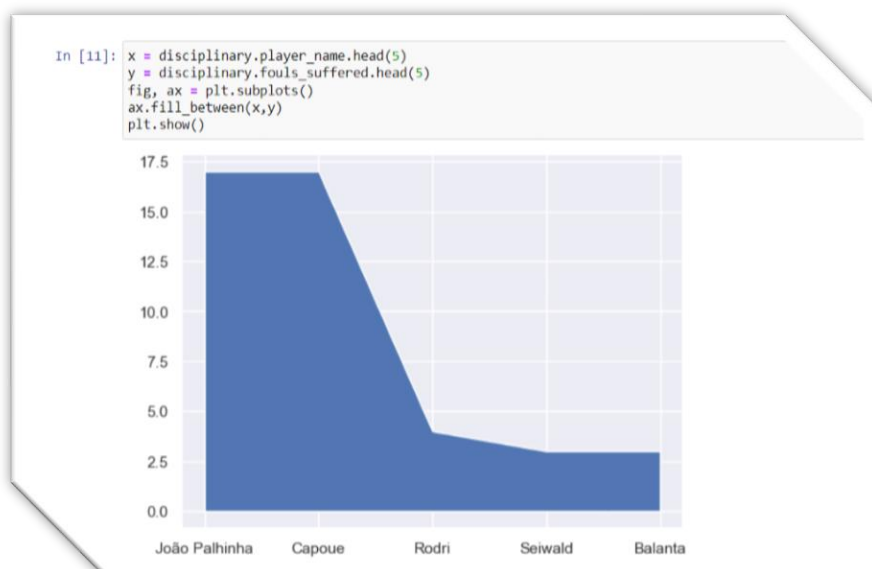 In [11]: x = disciplinary.player_name.head(5)
y = disciplinary.fouls_suffered.head(5)
fig, ax = plt.subplots()
ax.fill_between(x,y)
plt.show()
17.5
15.0
12.5
10.0
7.5
5.0
2.5
0.0
João Palhinha Capoue Rodri Seiwald Balanta